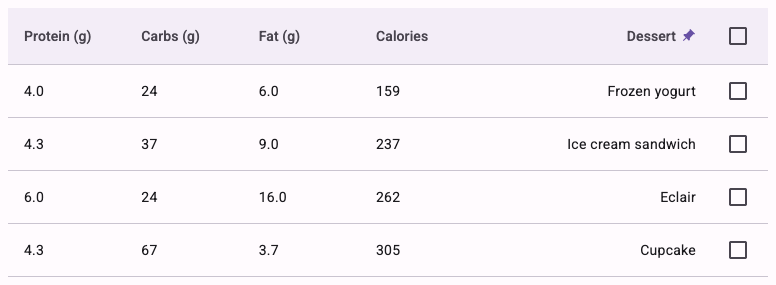 Protein (g) Carbs (g) Fat (g) Calories Dessert
4.0 24 6.0 159 Frozen yogurt
4.3 37 9.0 237 Ice cream sandwich
6.0 24 16.0 262 Eclair
4.3 67 3.7 305 Cupcake